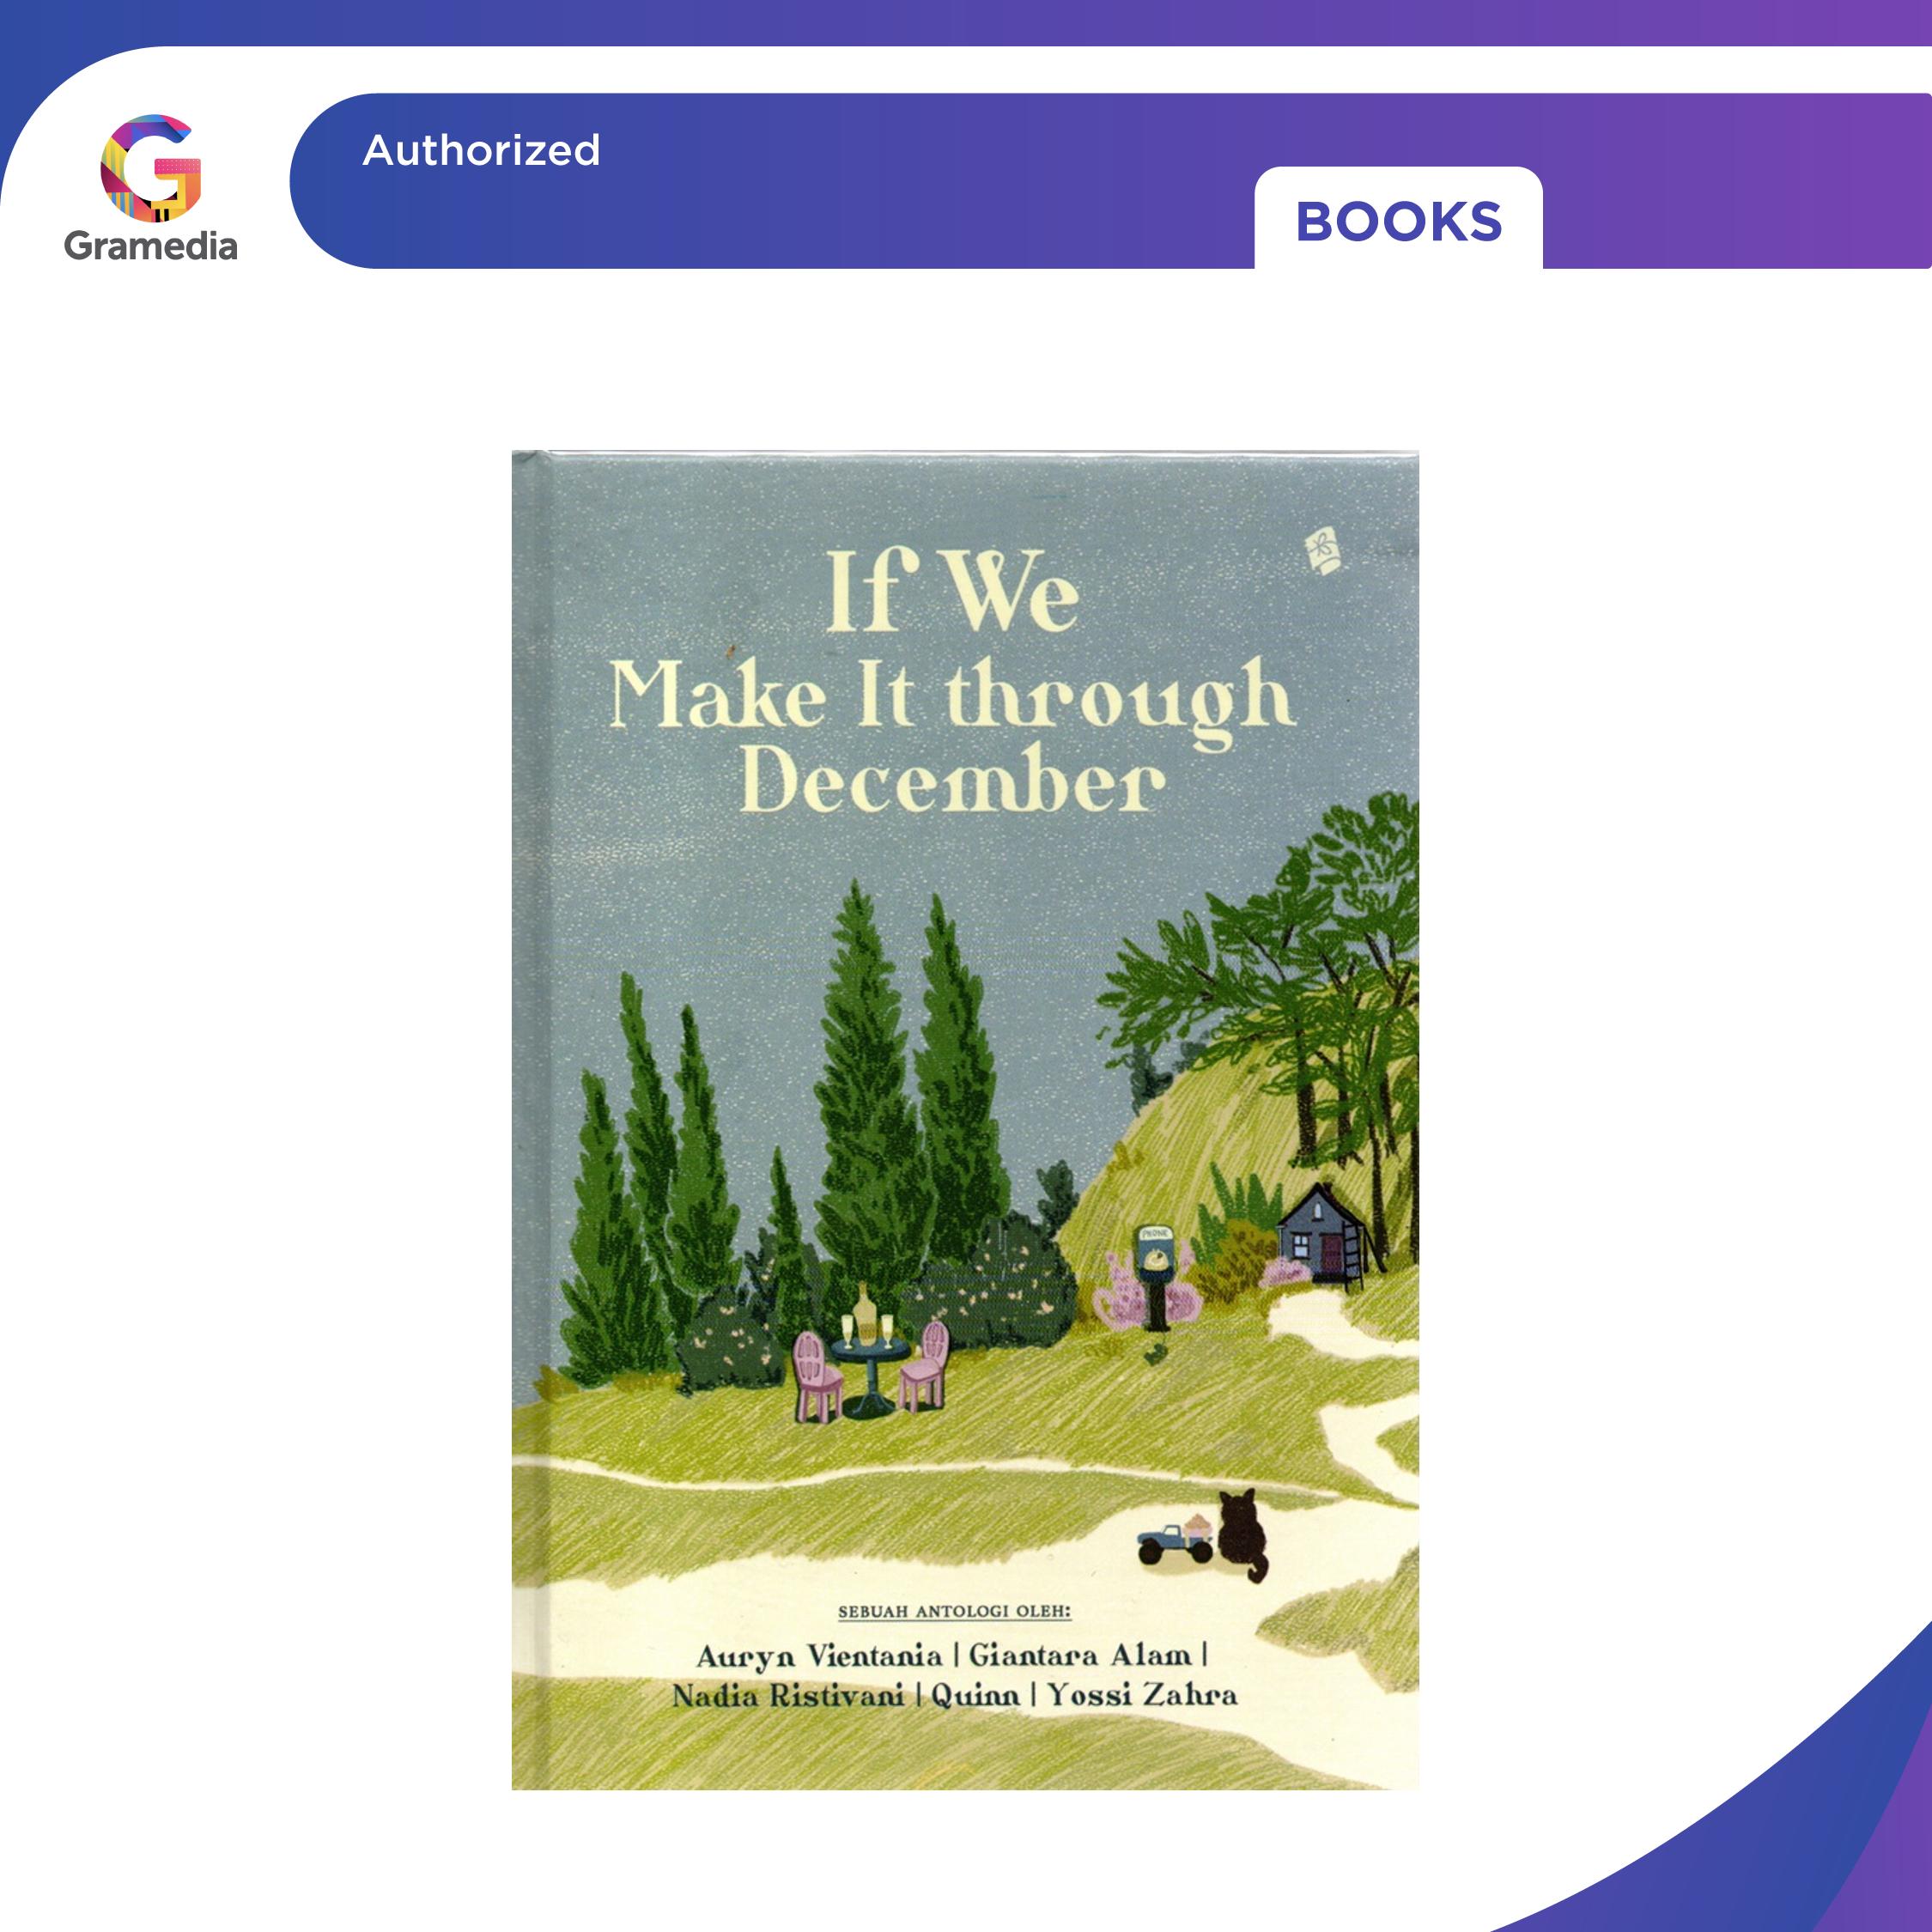 Gramedia
Authorized
BOOKS
If We
Make It through
December
PHONE
SEBUAH ANTOLOGI OLEH:
Auryn Vientania | Giantara Alam |
Nadia Ristivani | Quinn | Yossi Zahra